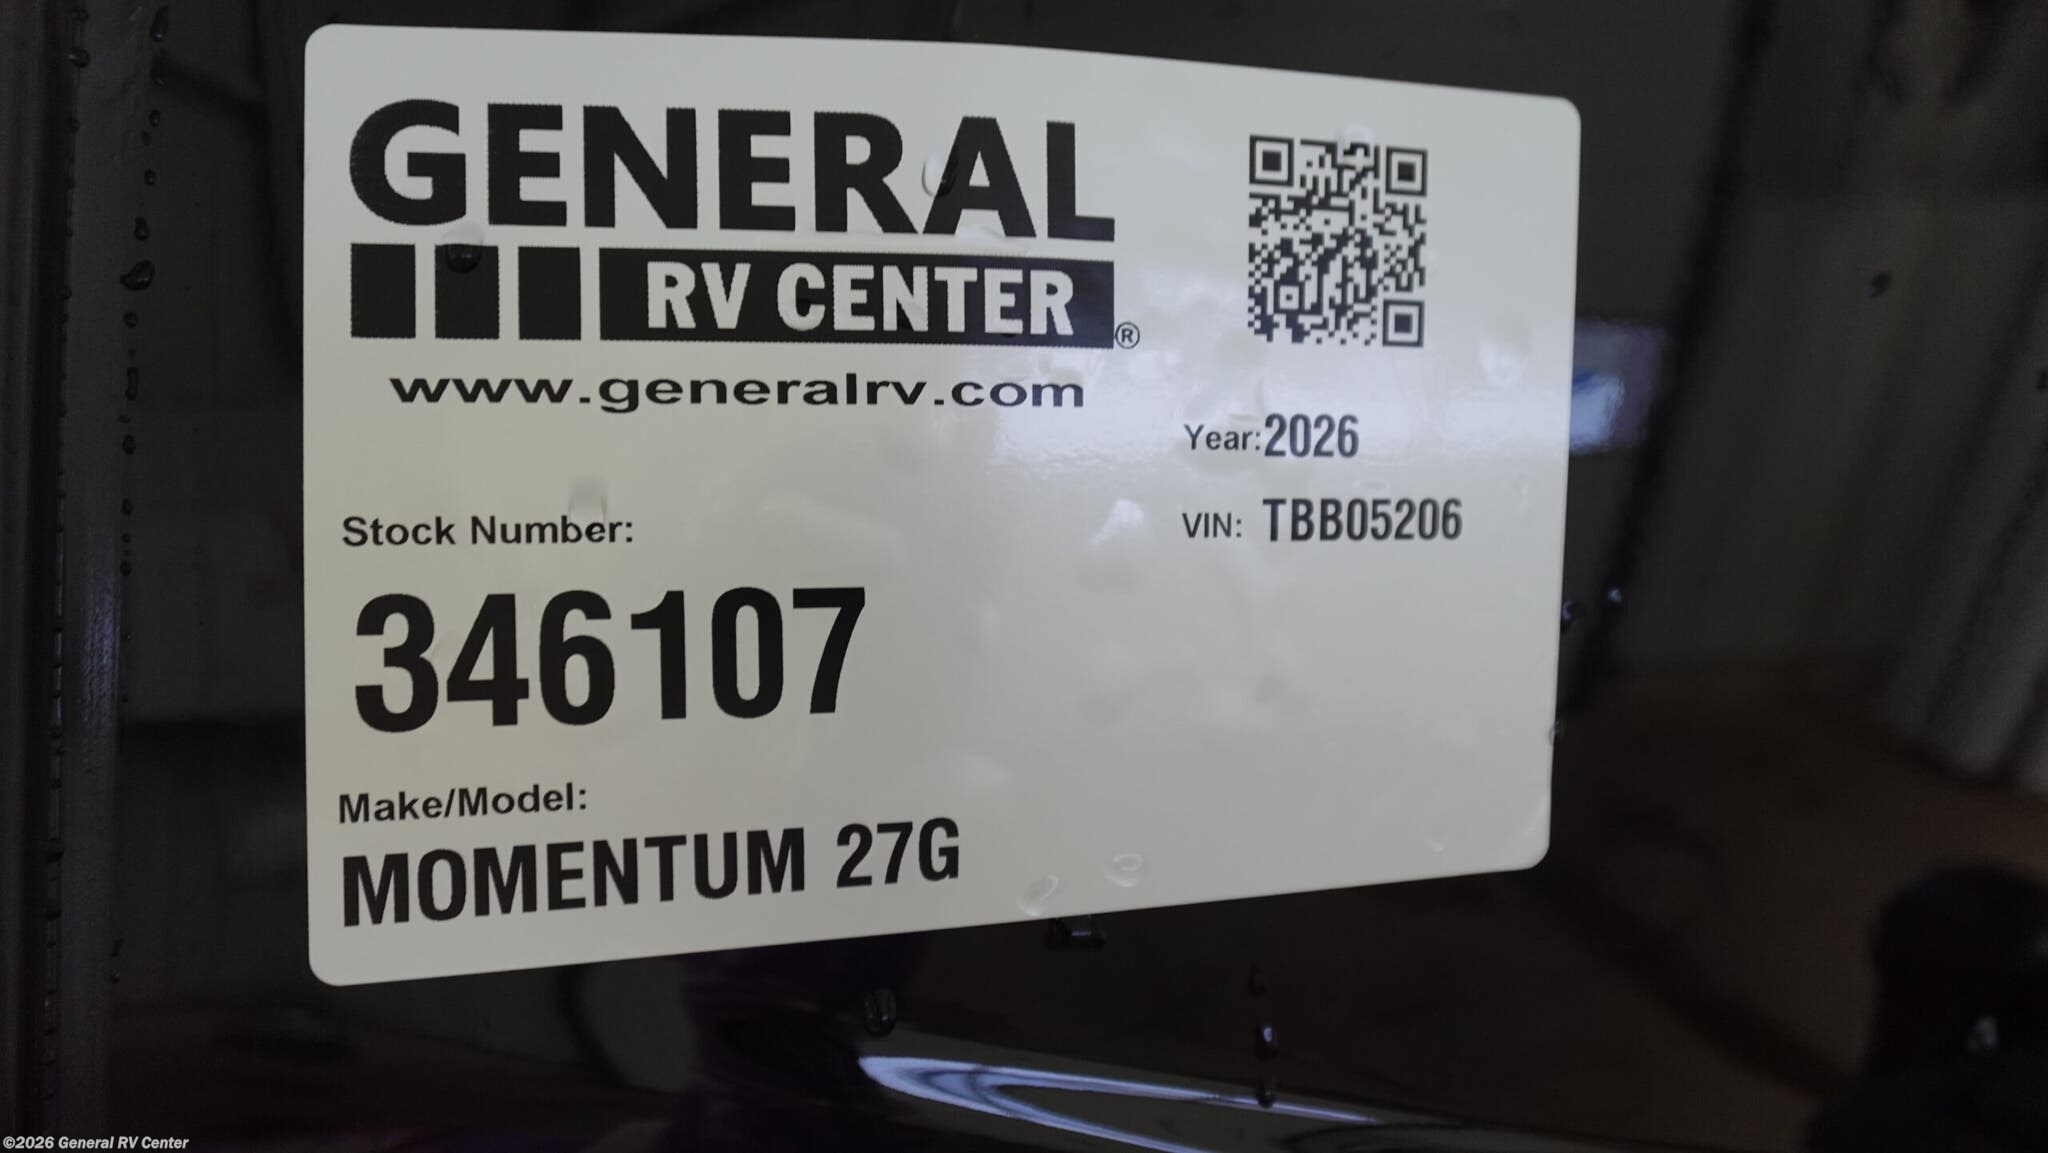 GENERAL
RV CENTER®
www.generalrv.com
Year: 2026
VIN: TBB05206
Stock Number:
346107
Make/Model:
MOMENTUM 27G
©2026 General RV Center